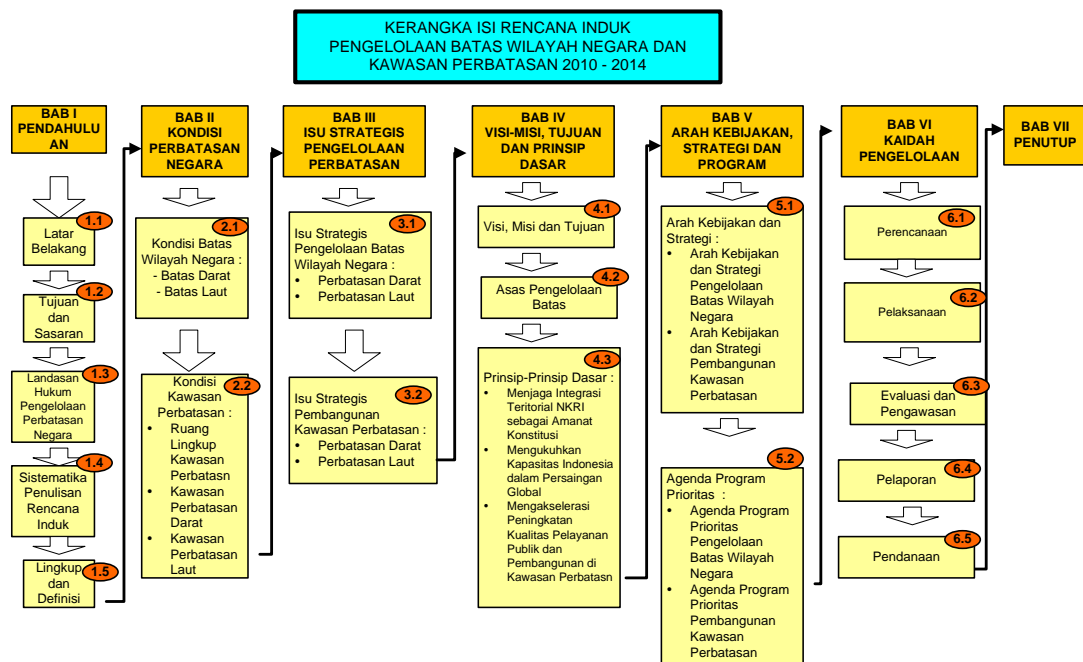 KERANGKA ISI RENCANA INDUK
PENGELOLAAN BATAS WILAYAH NEGARA DAN
KAWASAN PERBATASAN 2010 - 2014
BAB I
PENDAHULU
AN
1.1
Latar
Belakang
1.2
Tujuan
dan
Sasaran
1.3
Landasan
Hukum
Pengelolaan
Perbatasan
Negara
1.4
Sistematika
Penulisan
Rencana
Induk
1.5
Lingkup
dan
Definisi
BAB II
KONDISI
PERBATASAN
NEGARA
2.1
Kondisi Batas
Wilayah Negara :
- Batas Darat
- Batas Laut
2.2
Kondisi
Kawasan
Perbatasan :
• Ruang
Lingkup
Kawasan
Perbatasn
• Kawasan
Perbatasan
Darat
• Kawasan
Perbatasan
Laut
BAB III
ISU STRATEGIS
PENGELOLAAN
PERBATASAN
3.1
Isu Strategis
Pengelolaan Batas
Wilayah Negara :
• Perbatasan Darat
• Perbatasan Laut
3.2
Isu Strategis
Pembangunan
Kawasan Perbatasan :
• Perbatasan Darat
• Perbatasan Laut
BAB IV
VISI-MISI, TUJUAN
DAN PRINSIP
DASAR
4.1
Visi, Misi dan Tujuan
4.2
Asas Pengelolaan
Batas
4.3
Prinsip-Prinsip Dasar :
• Menjaga Integrasi
Teritorial NKRI
sebagai Amanat
Konstitusi
• Mengukuhkan
Kapasitas Indonesia
dalam Persaingan
Global
• Mengakselerasi
Peningkatan
Kualitas Pelayanan
Publik dan
Pembangunan di
Kawasan Perbatasn
BAB V
ARAH KEBIJAKAN,
STRATEGI DAN
PROGRAM
5.1
Arah Kebijakan dan
Strategi :
• Arah Kebijakan
dan Strategi
Pengelolaan
Batas Wilayah
Negara
• Arah Kebijakan
dan Strategi
Pembangunan
Kawasan
Perbatasan
5.2
Agenda Program
Prioritas :
• Agenda Program
Prioritas
Pengelolaan
Batas Wilayah
Negara
• Agenda Program
Prioritas
Pembangunan
Kawasan
Perbatasan
BAB VI
KAIDAH
PENGELOLAAN
6.1
Perencanaan
6.2
Pelaksanaan
6.3
Evaluasi dan
Pengawasan
6.4
Pelaporan
6.5
Pendanaan
BAB VII
PENUTUP